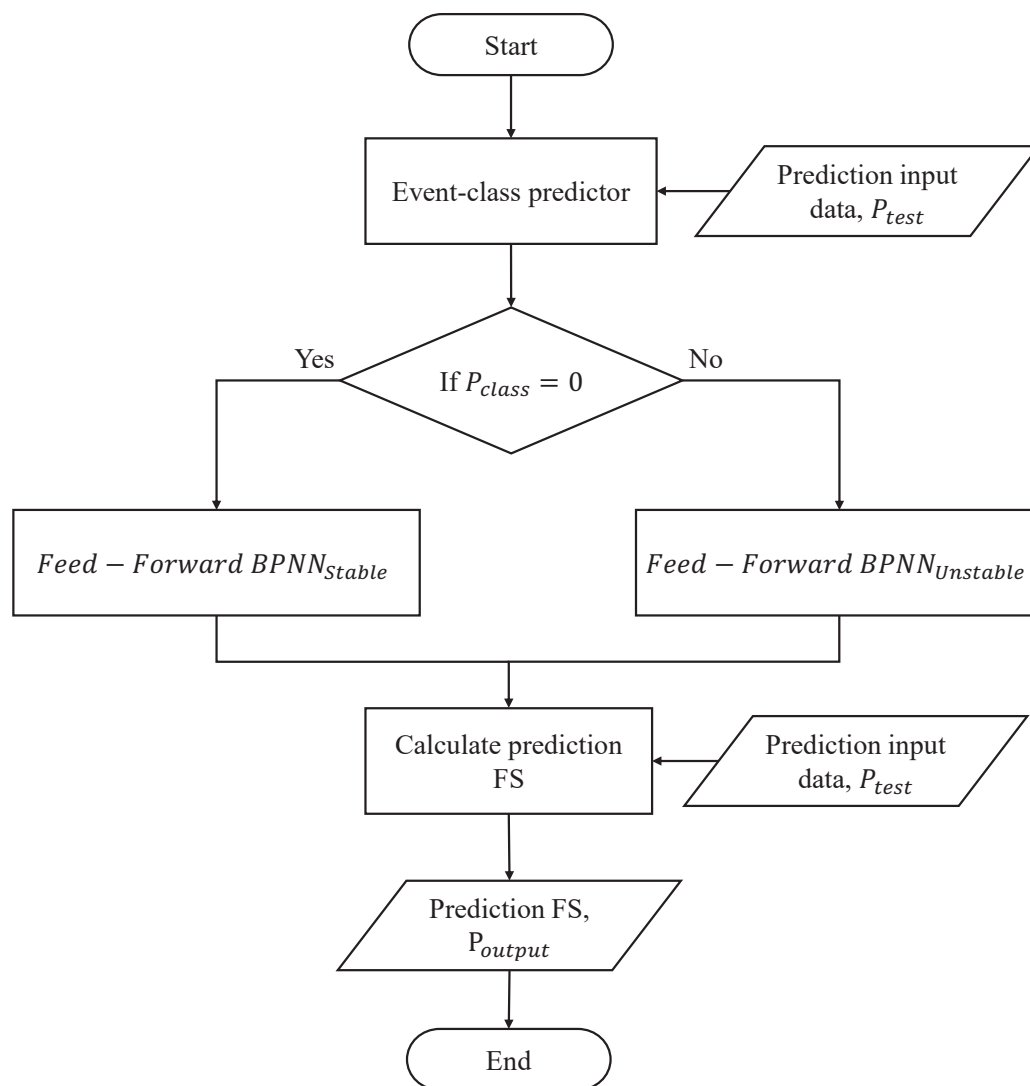 Start
Event-class predictor
Prediction input
data, P_test
Yes
No
If P_class = 0
Feed − Forward BPNN_Stable
Feed − Forward BPNN_Unstable
Calculate prediction
FS
Prediction input
data, P_test
Prediction FS,
P_output
End